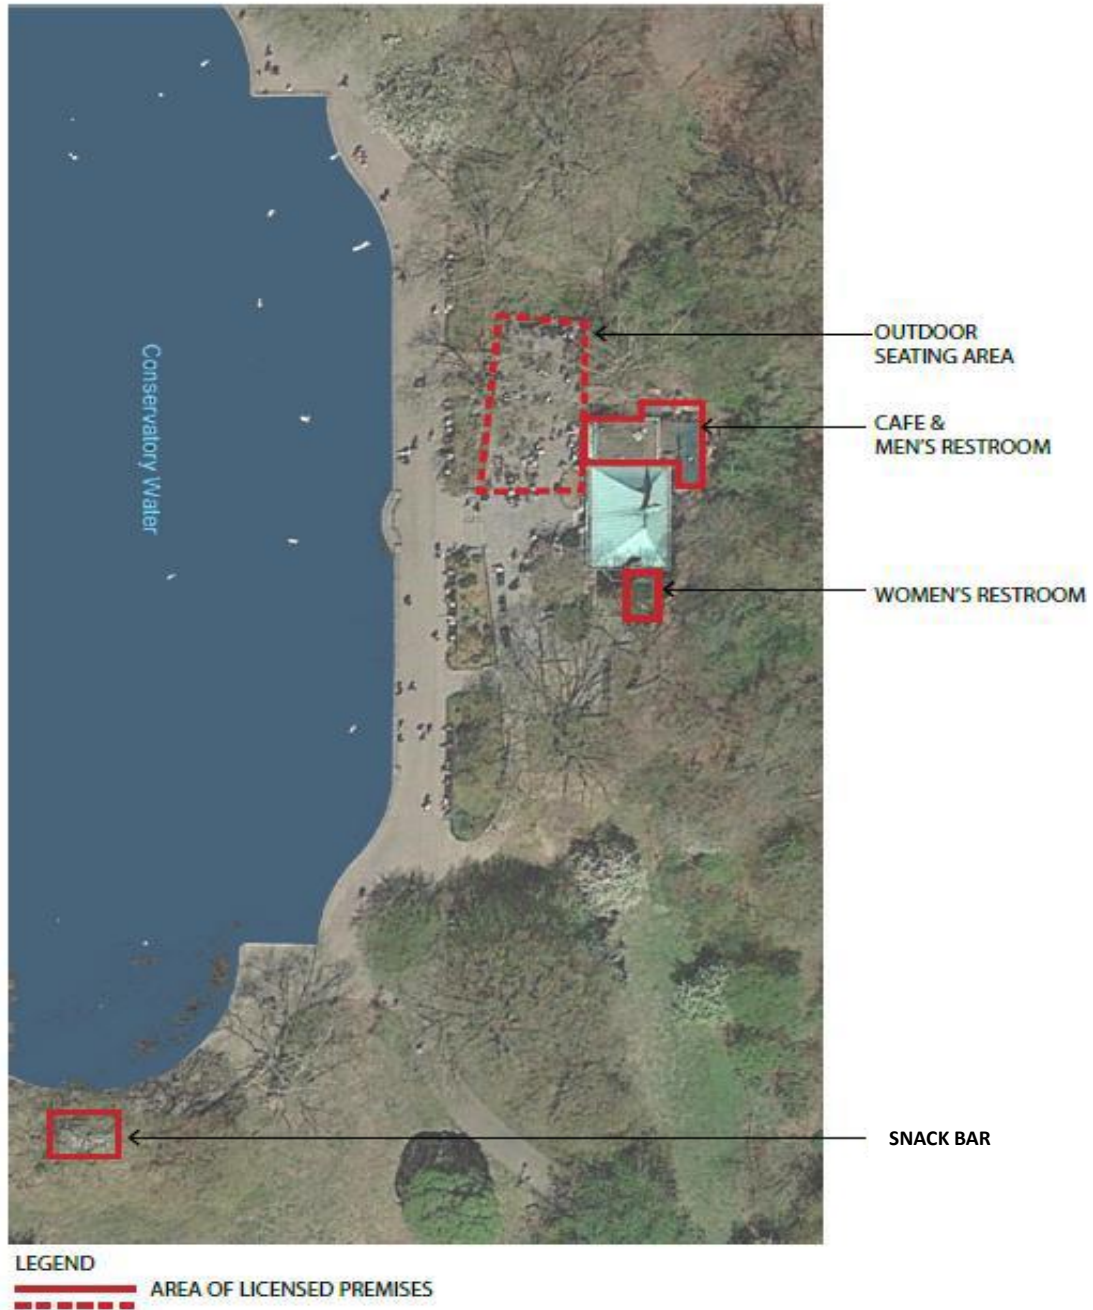 Conservatory Water
OUTDOOR
SEATING AREA
CAFE &
MEN'S RESTROOM
WOMEN'S RESTROOM
SNACK BAR
LEGEND
AREA OF LICENSED PREMISES